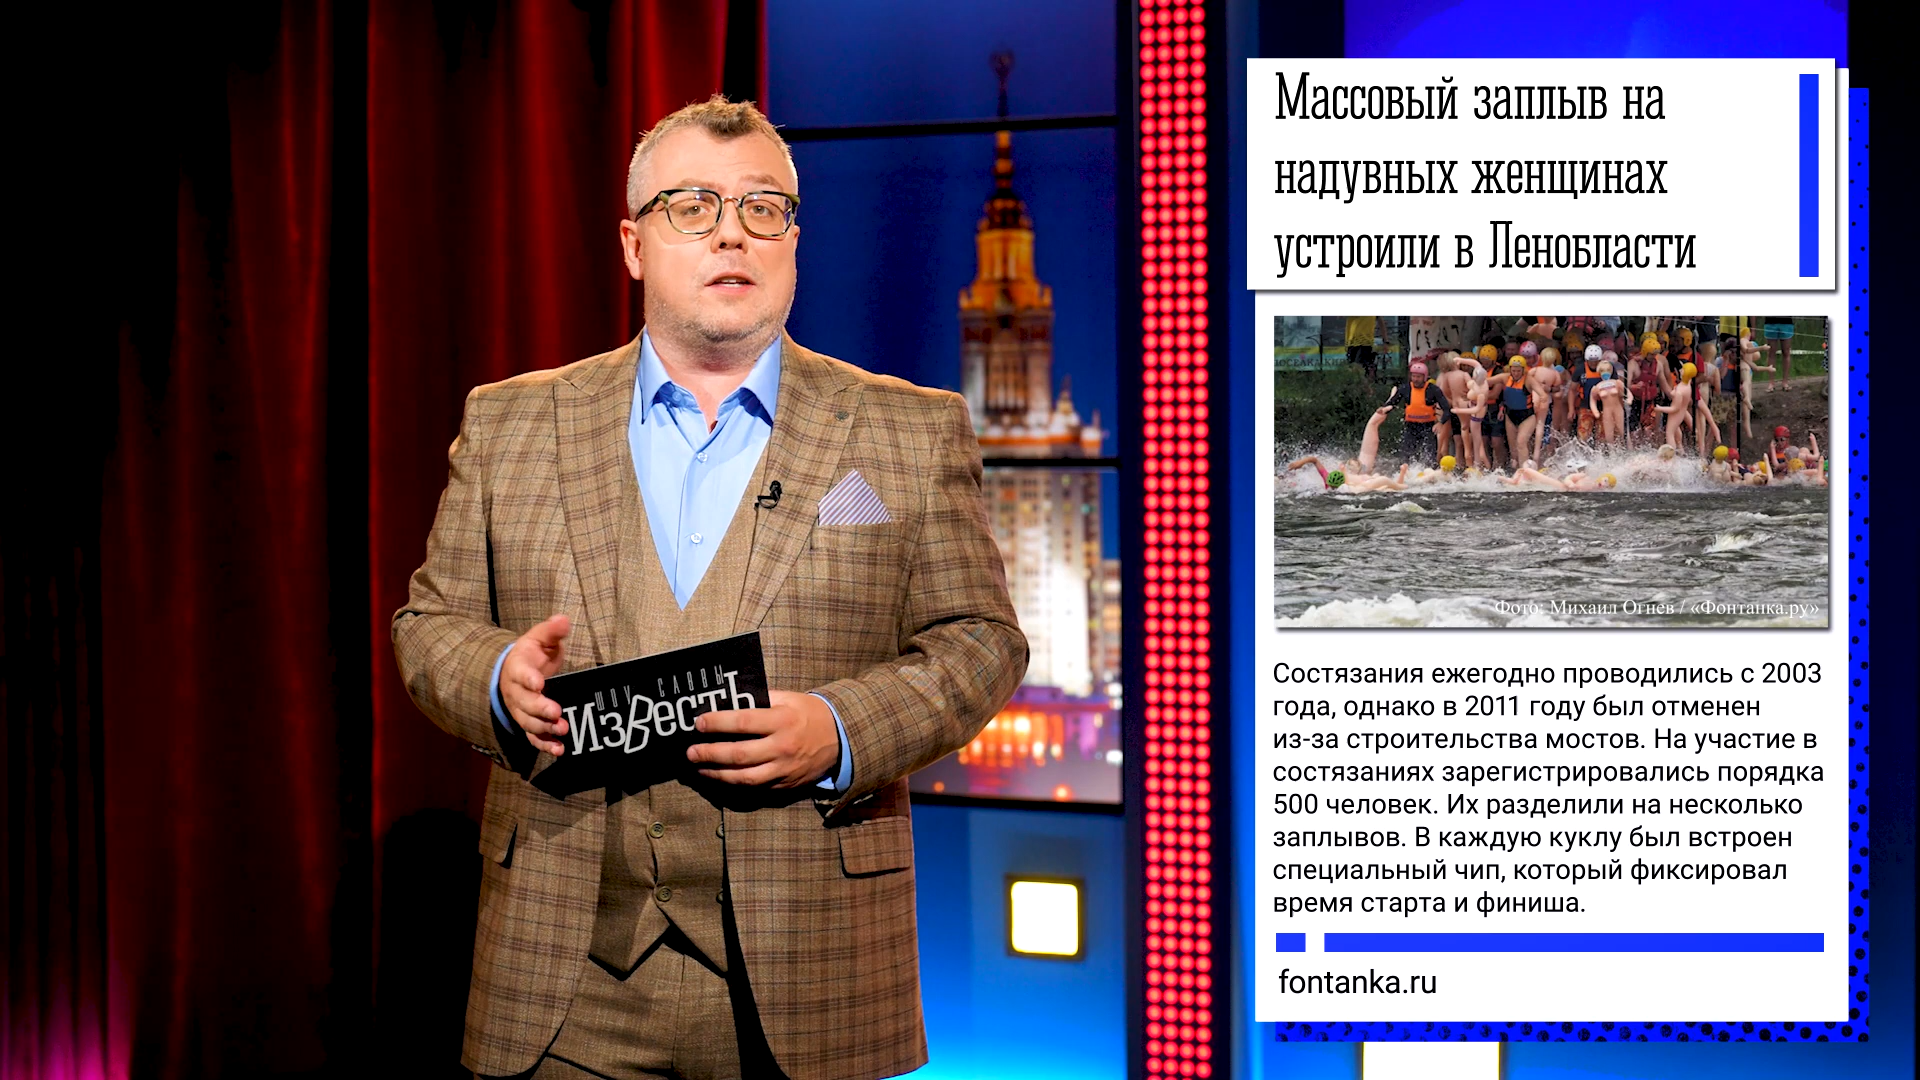 Массовый заплыв на
надувных женщинах
устроили в Ленобласти
Фото: Михаил Огнев / «Фонтанка.ру»
Состязания ежегодно проводились с 2003
года, однако в 2011 году был отменен
из-за строительства мостов. На участие в
состязаниях зарегистрировались порядка
500 человек. Их разделили на несколько
заплывов. В каждую куклу был встроен
специальный чип, который фиксировал
время старта и финиша.
fontanka.ru
ШОУ САВВЫ
ИзВестЬ